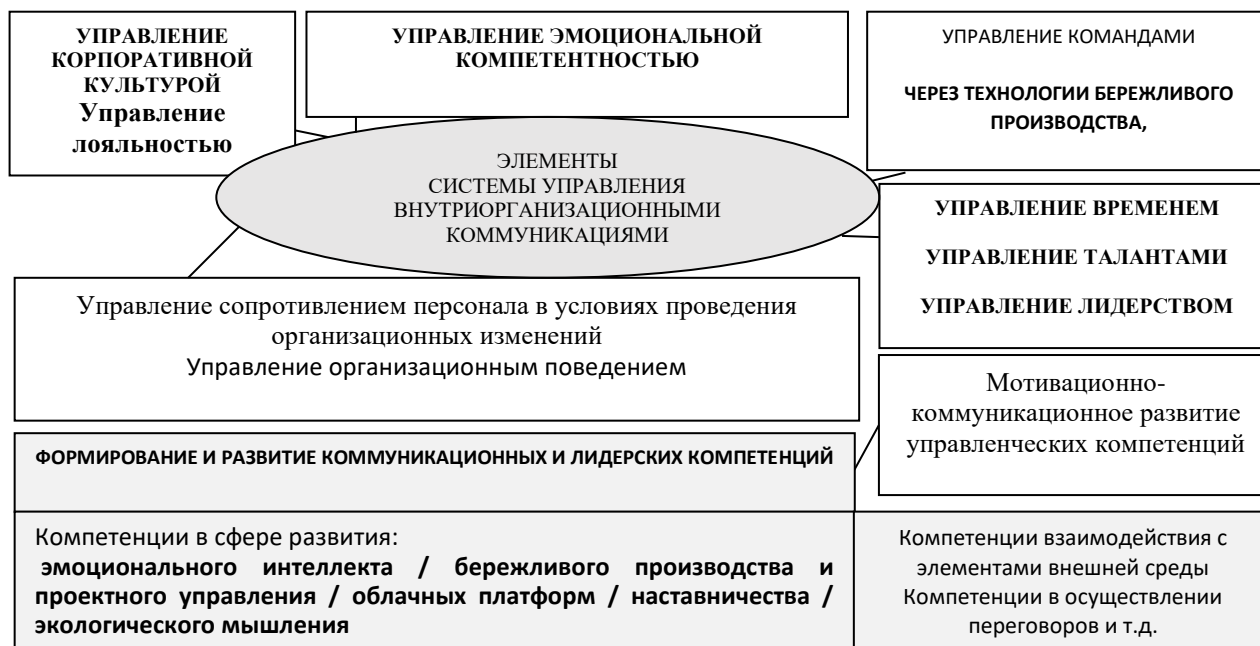 УПРАВЛЕНИЕ
КОРПОРАТИВНОЙ
КУЛЬТУРОЙ
Управление
лояльностью
УПРАВЛЕНИЕ ЭМОЦИОНАЛЬНОЙ
КОМПЕТЕНТНОСТЬЮ
УПРАВЛЕНИЕ КОМАНДАМИ
ЧЕРЕЗ ТЕХНОЛОГИИ БЕРЕЖЛИВОГО
ПРОИЗВОДСТВА,
ЭЛЕМЕНТЫ
СИСТЕМЫ УПРАВЛЕНИЯ
ВНУТРИОРГАНИЗАЦИОННЫМИ
КОММУНИКАЦИЯМИ
УПРАВЛЕНИЕ ВРЕМЕНЕМ
УПРАВЛЕНИЕ ТАЛАНТАМИ
УПРАВЛЕНИЕ ЛИДЕРСТВОМ
Управление сопротивлением персонала в условиях проведения
организационных изменений
Управление организационным поведением
Мотивационно-
коммуникационное развитие
управленческих компетенций
ФОРМИРОВАНИЕ И РАЗВИТИЕ КОММУНИКАЦИОННЫХ И ЛИДЕРСКИХ КОМПЕТЕНЦИЙ
Компетенции в сфере развития:
эмоционального интеллекта / бережливого производства и
проектного управления / облачных платформ / наставничества /
экологического мышления
Компетенции взаимодействия с
элементами внешней среды
Компетенции в осуществлении
переговоров и т.д.